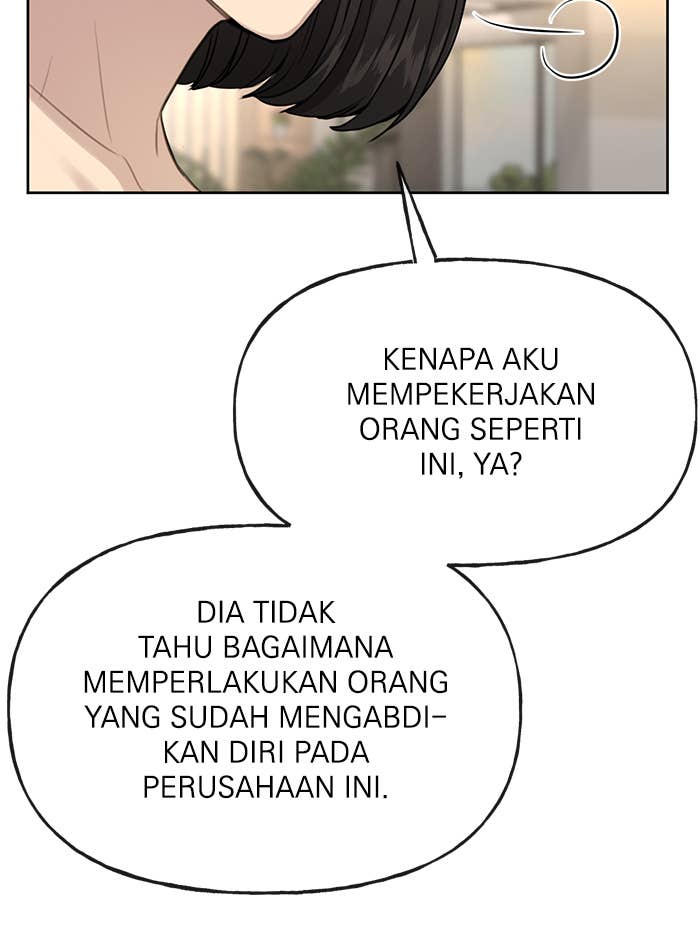 KENAPA AKU
MEMPEKERJAKAN
ORANG SEPERTI
INI, YA?
DIA TIDAK
TAHU BAGAIMANA
MEMPERLAKUKAN ORANG
YANG SUDAH MENGABDI-
KAN DIRI PADA
PERUSAHAAN INI.